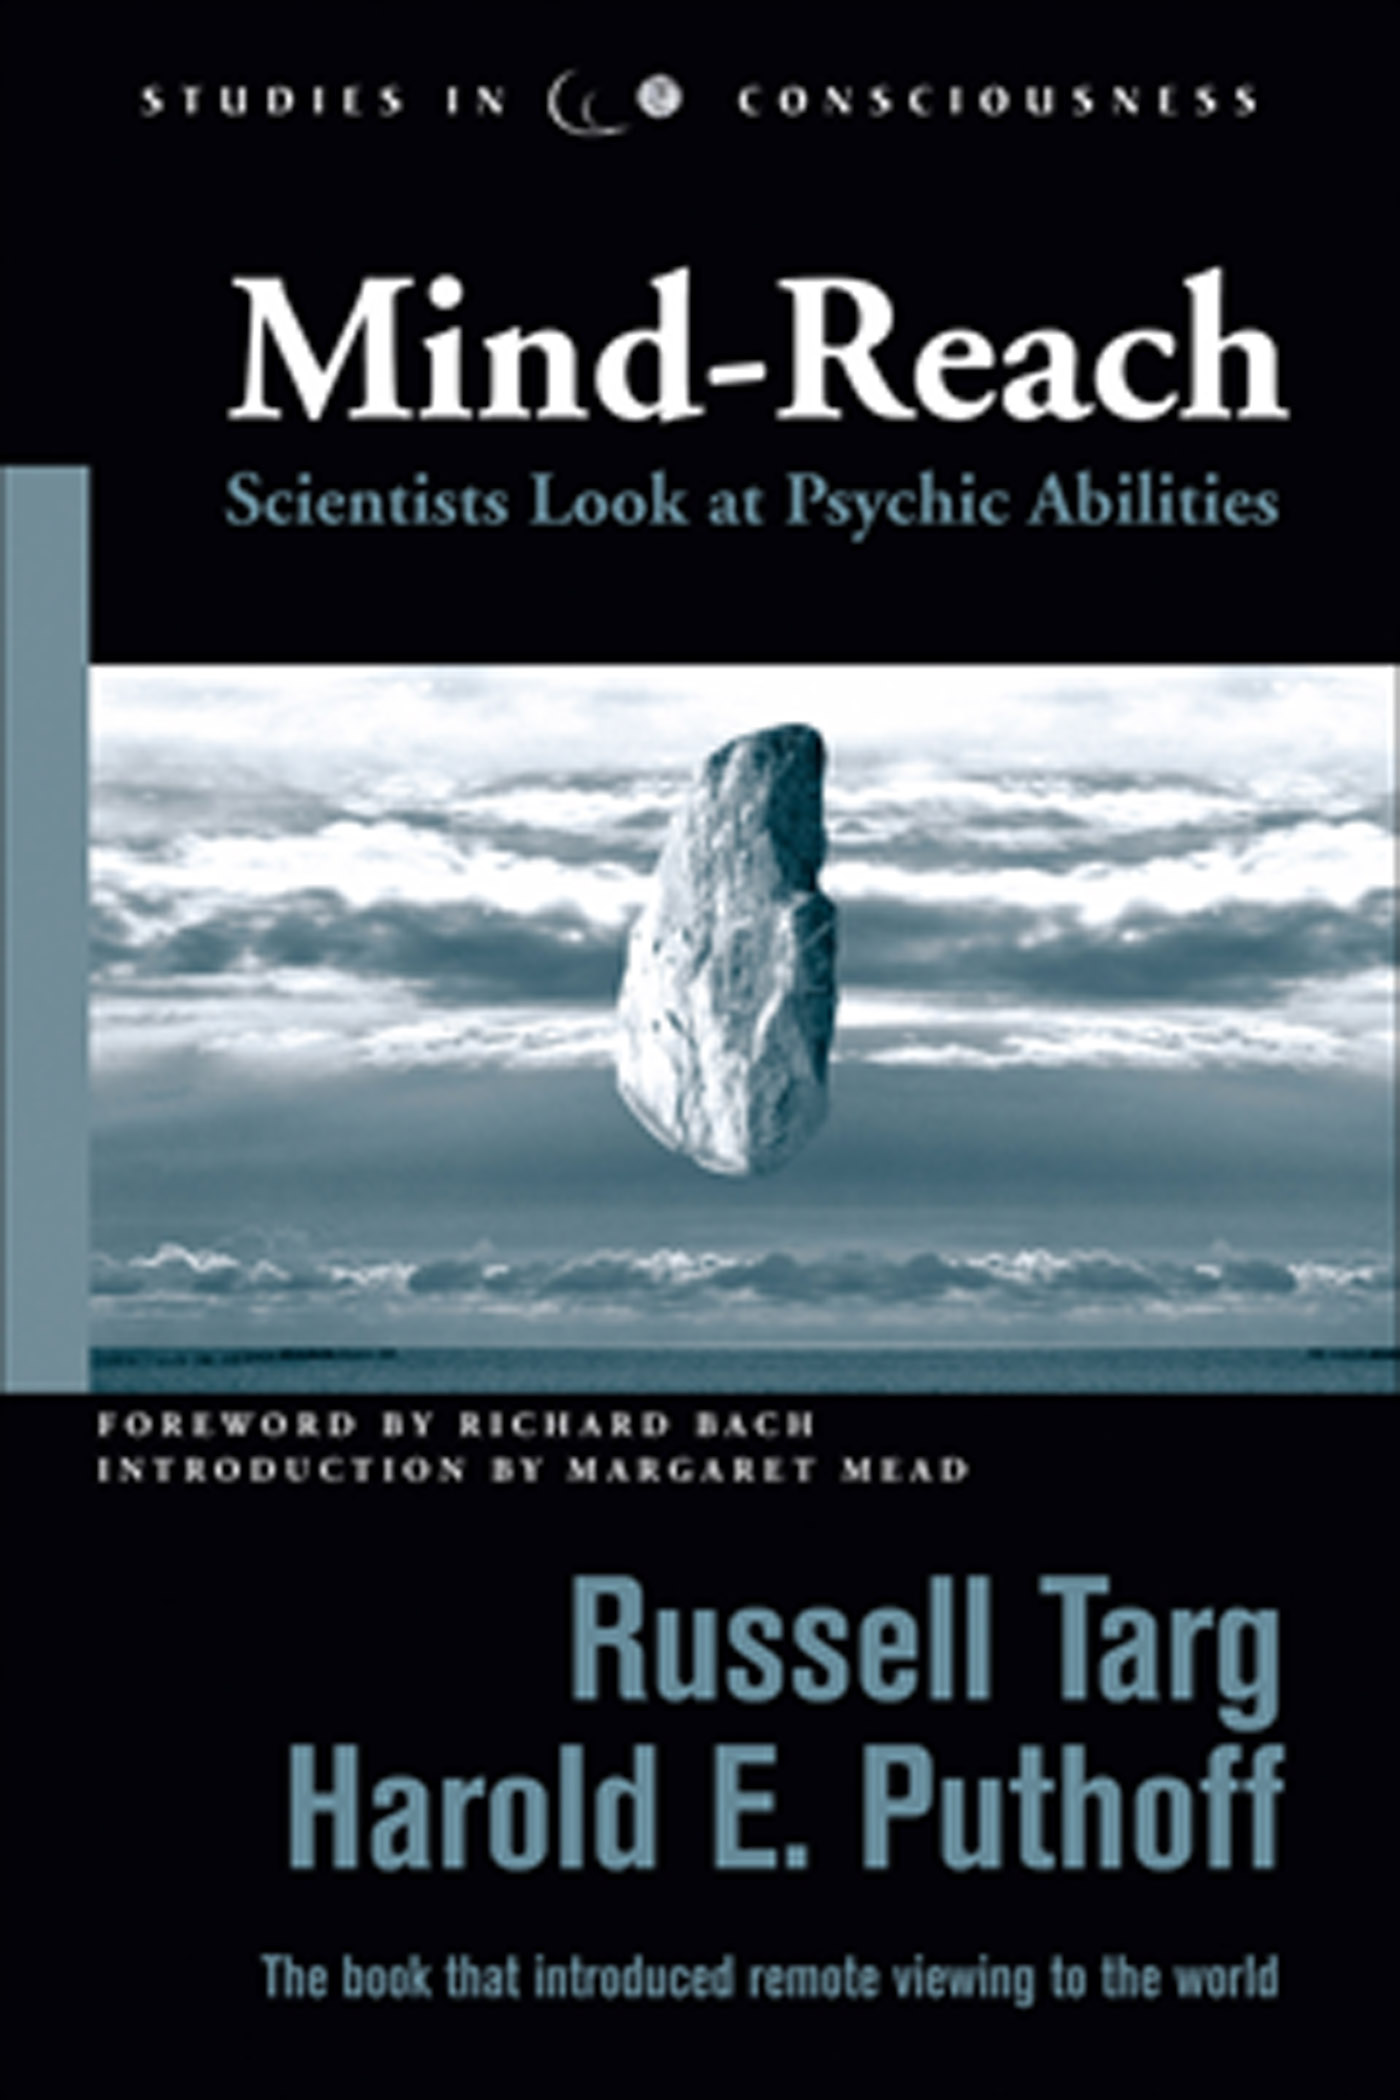 STUDIES IN CONSCIOUSNESS
Mind-Reach
Scientists Look at Psychic Abilities
FOREWORD BY RICHARD BACH
INTRODUCTION BY MARGARET MEAD
Russell Targ
Harold E. Puthoff
The book that introduced remote viewing to the world